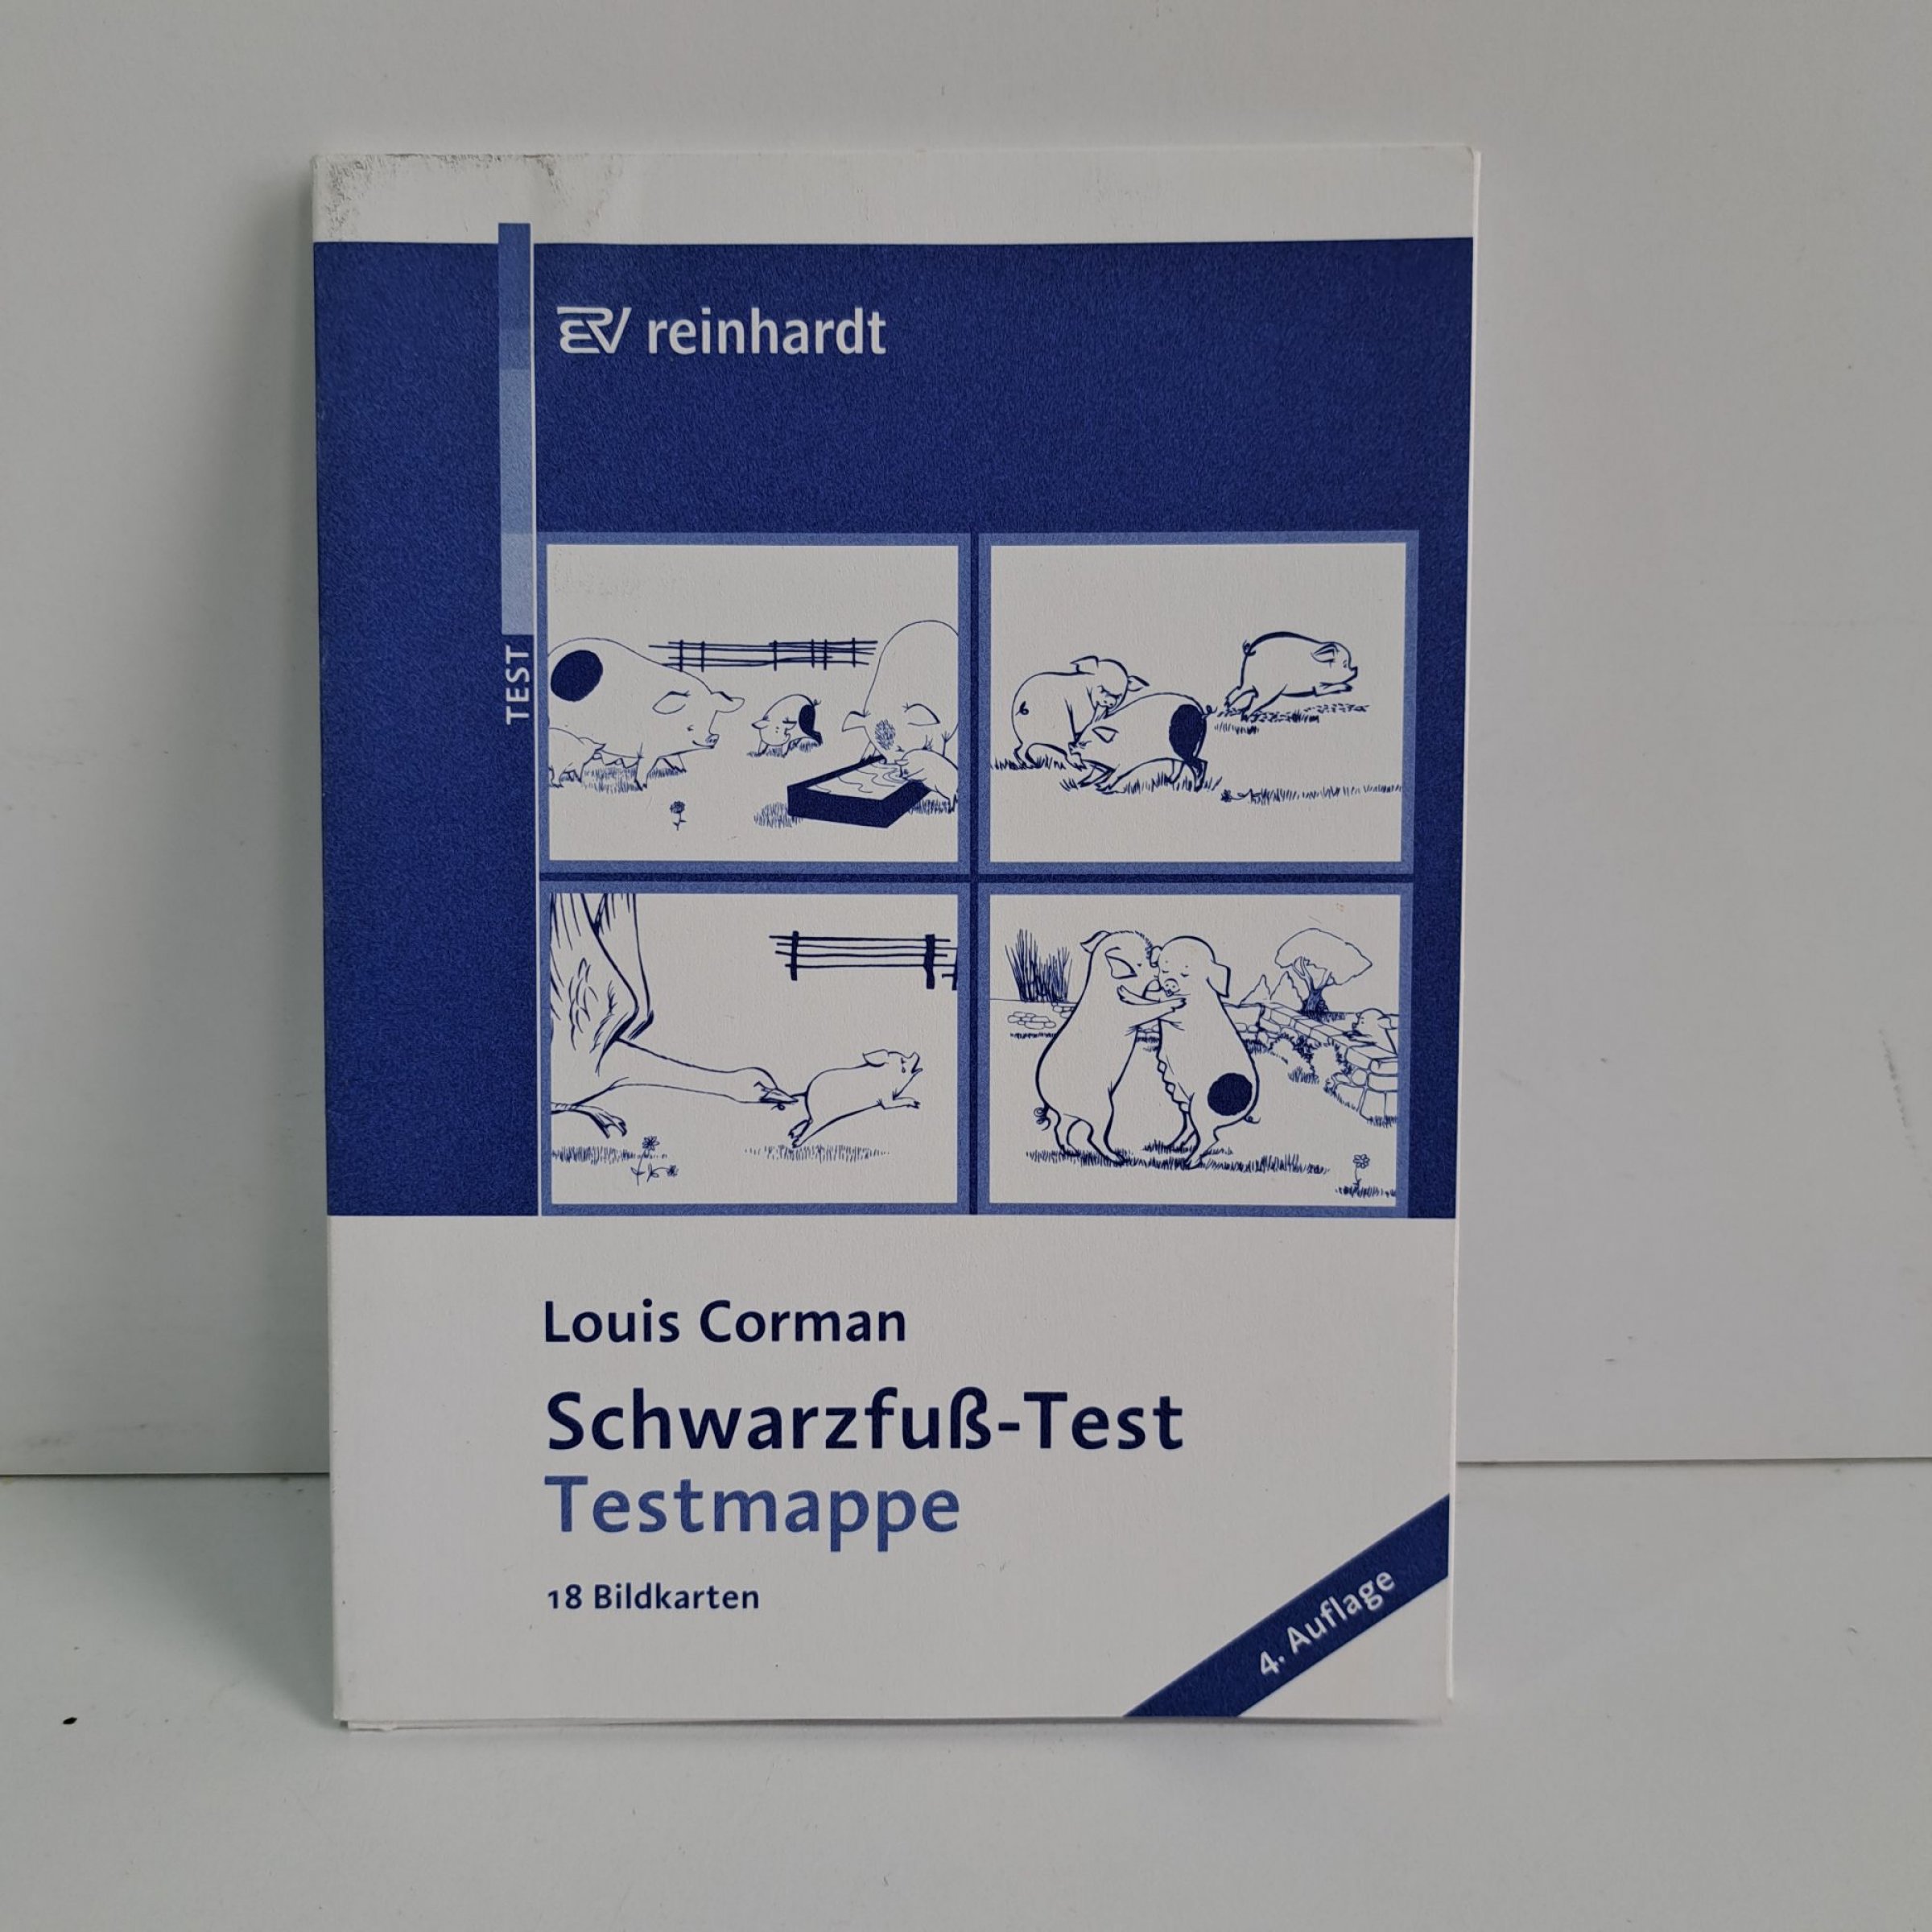 reinhardt
TEST
Louis Corman
Schwarzfuß-Test
Testmappe
18 Bildkarten
4. Auflage